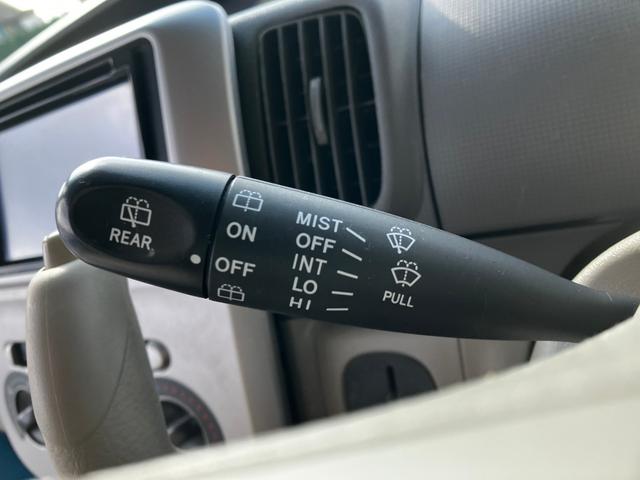 REAR
ON
OFF
MIST
OFF
INT
LO
HI
PULL